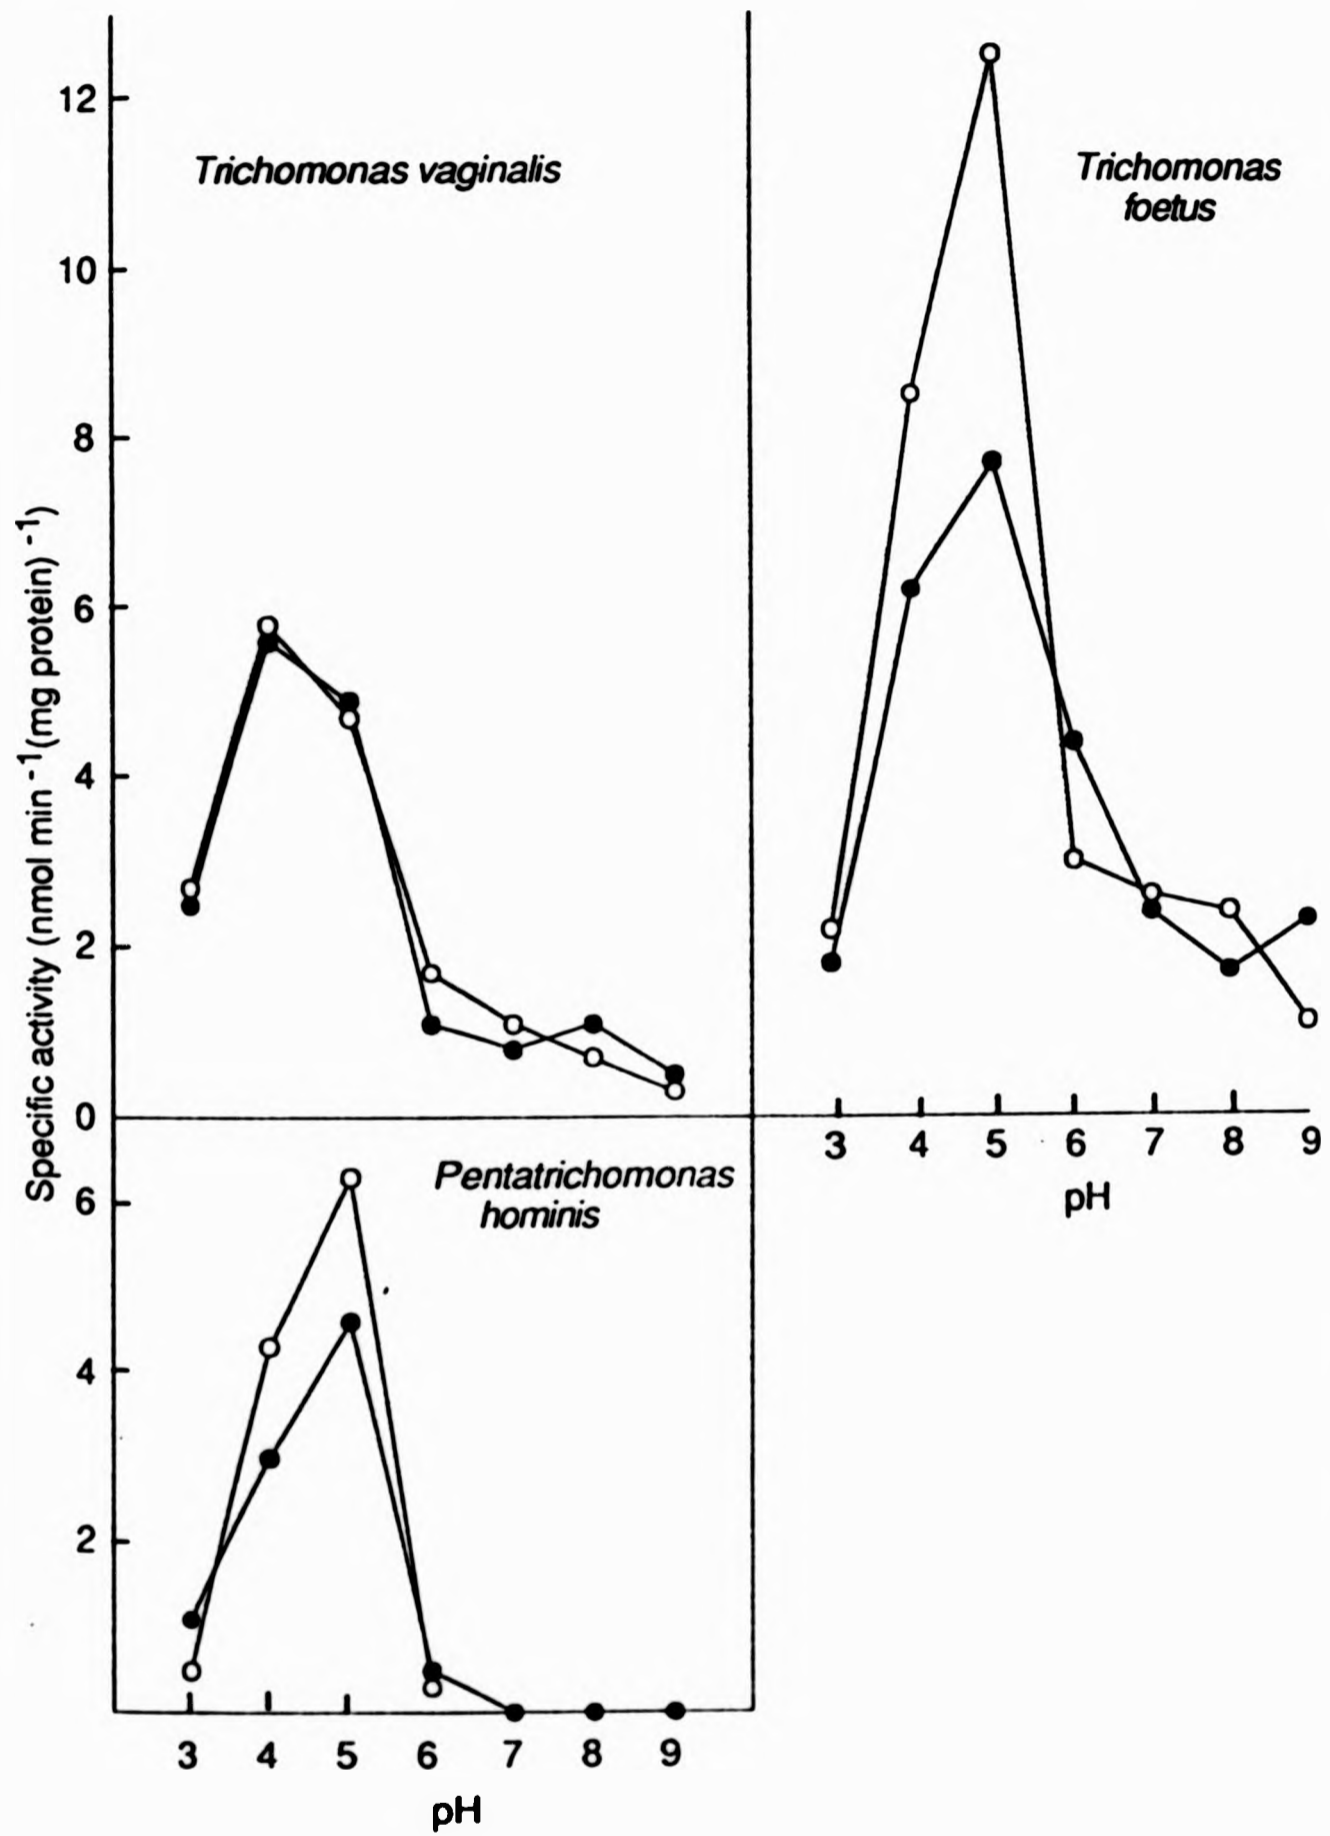 12
10
8
6
4
2
0
6
4
2
Specific activity (nmol min -1 (mg protein) -1)
Trichomonas vaginalis
Trichomonas
foetus
3 4 5 6 7 8 9
pH
Pentatrichomonas
hominis
3 4 5 6 7 8 9
pH